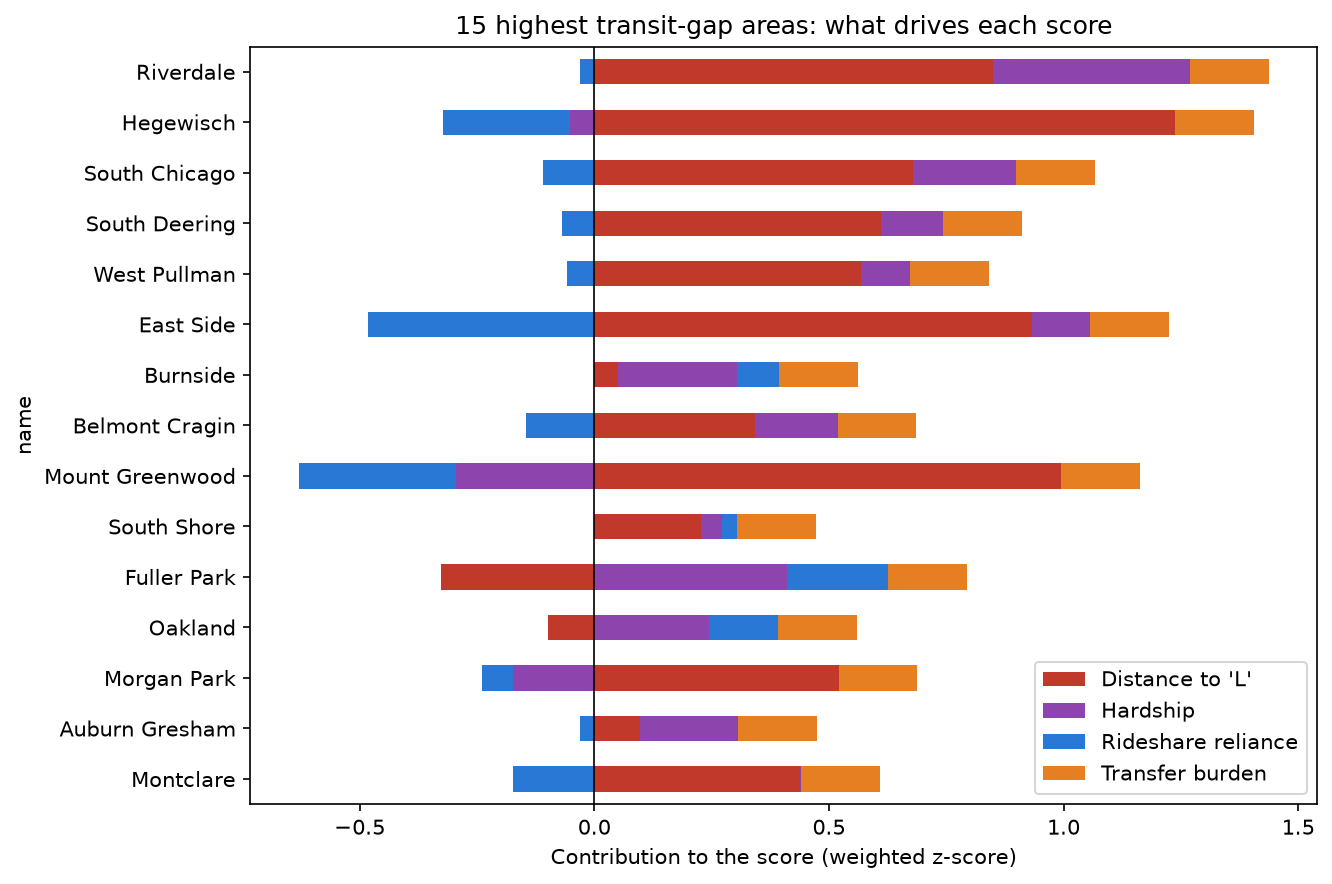 15 highest transit-gap areas: what drives each score
Riverdale
Hegewisch
South Chicago
South Deering
West Pullman
East Side
Burnside
Belmont Cragin
Mount Greenwood
South Shore
Fuller Park
Oakland
Morgan Park
Auburn Gresham
Montclare
name
Distance to 'L'
Hardship
Rideshare reliance
Transfer burden
−0.5 0.0 0.5 1.0 1.5
Contribution to the score (weighted z-score)